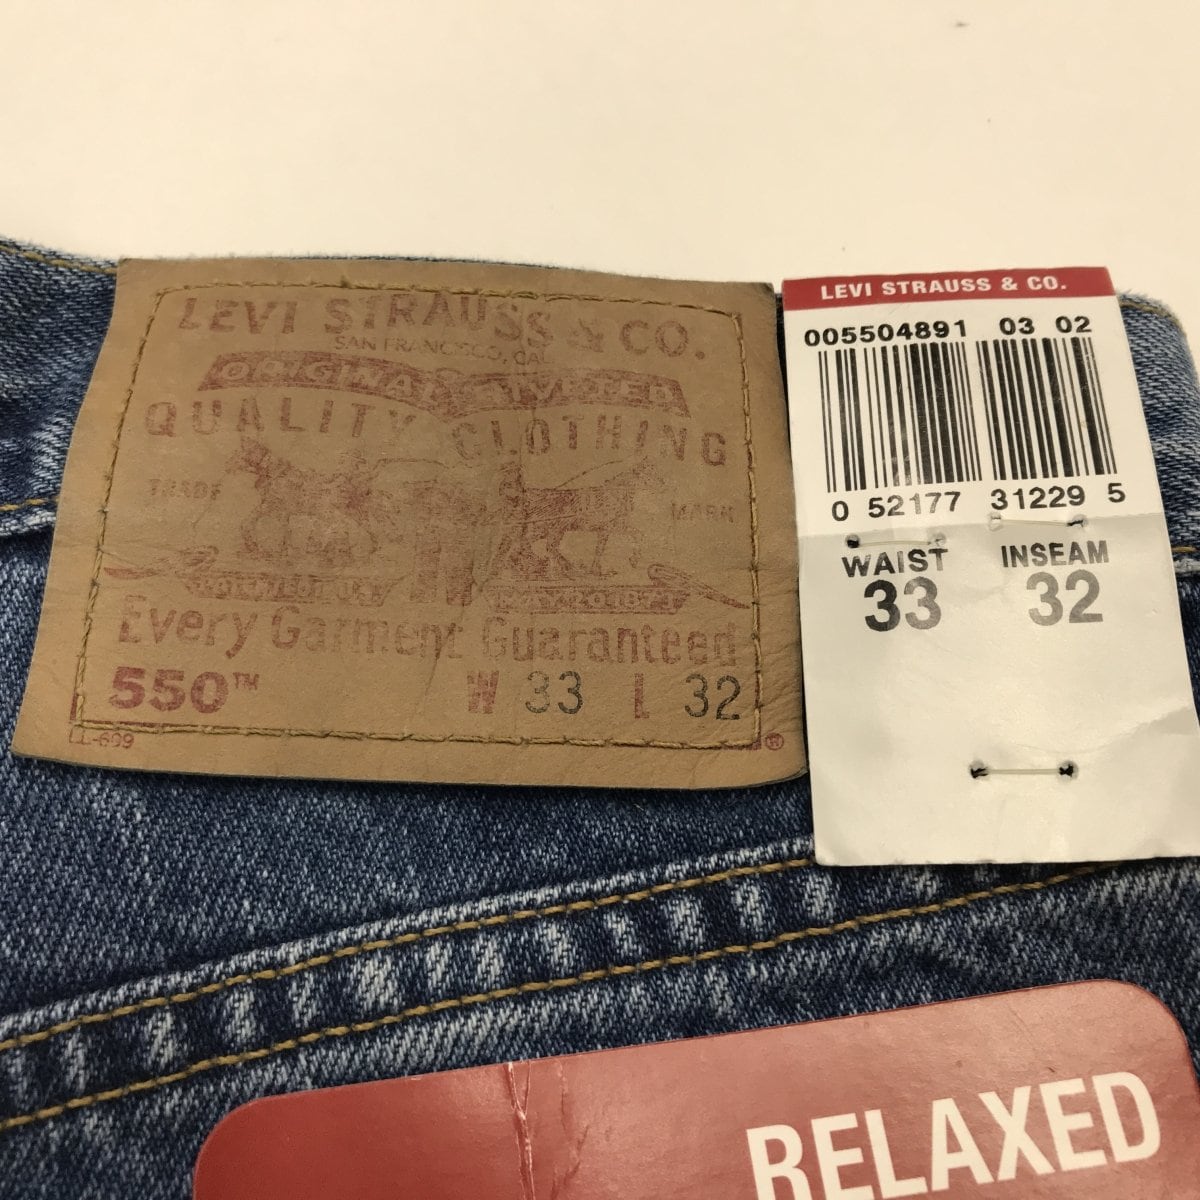 LEVI STRAUSS & CO.
SAN FRANCISCO, CAL.
ORIGINAL RIVETED
QUALITY CLOTHING
TRADE MARK
Every Garment Guaranteed
550™ W 33 L 32
®
LEVI STRAUSS & CO.
005504891 03 02
0 52177 31229 5
WAIST INSEAM
33 32
RELAXED